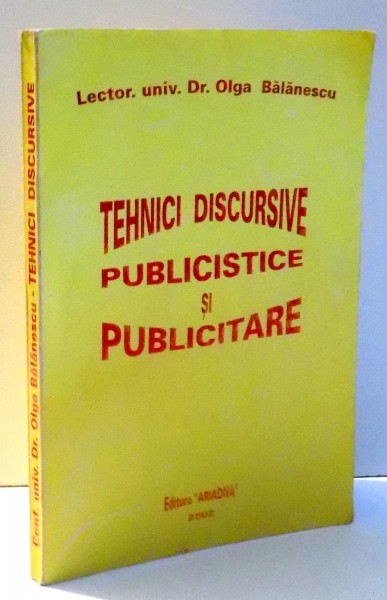 Lector. univ. Dr. Olga Bălănescu
TEHNICI DISCURSIVE
PUBLICISTICE
ȘI
PUBLICITARE
Editura "ARIADNA"
2002
Conf. univ. Dr. Olga Bălănescu - TEHNICI DISCURSIVE